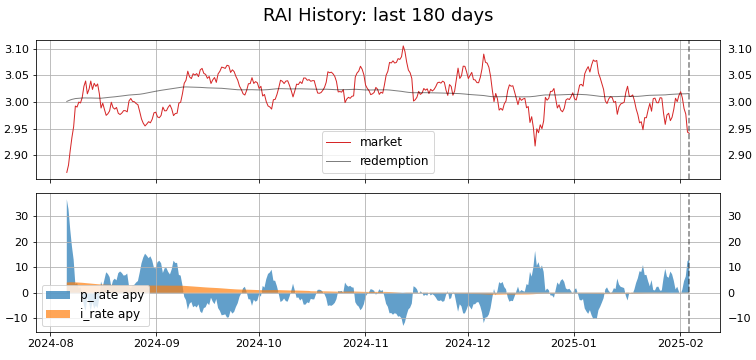 RAI History: last 180 days
3.10 3.10
3.05 3.05
3.00 3.00
2.95 2.95
2.90 2.90
market
redemption
30 30
20 20
10 10
0 0
−10 −10
p_rate apy
i_rate apy
2024-08 2024-09 2024-10 2024-11 2024-12 2025-01 2025-02